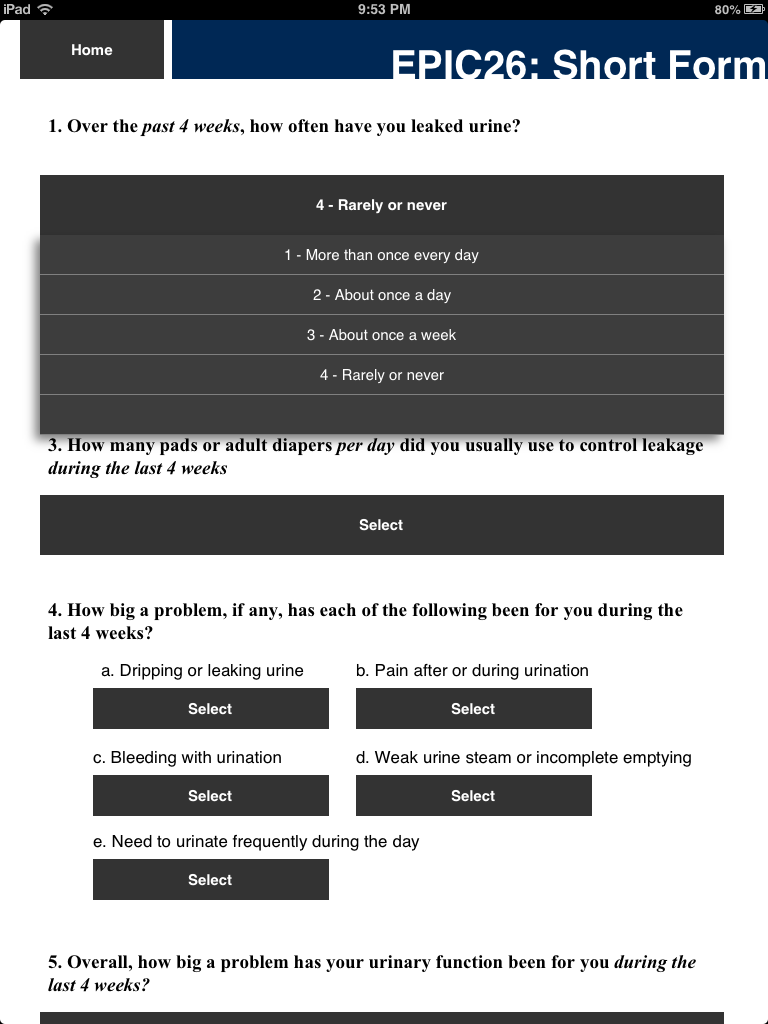 iPad 9:53 PM 80%
Home
EPIC26: Short Form
1. Over the past 4 weeks, how often have you leaked urine?
4 - Rarely or never
1 - More than once every day
2 - About once a day
3 - About once a week
4 - Rarely or never
3. How many pads or adult diapers per day did you usually use to control leakage
during the last 4 weeks
Select
4. How big a problem, if any, has each of the following been for you during the
last 4 weeks?
a. Dripping or leaking urine b. Pain after or during urination
Select Select
c. Bleeding with urination d. Weak urine steam or incomplete emptying
Select Select
e. Need to urinate frequently during the day
Select
5. Overall, how big a problem has your urinary function been for you during the
last 4 weeks?